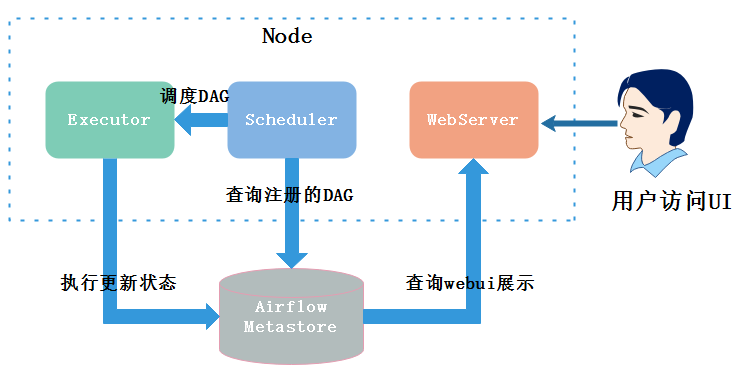 Node
调度DAG
Executor
Scheduler
WebServer
查询注册的DAG
用户访问UI
执行更新状态
查询webui展示
Airflow
Metastore